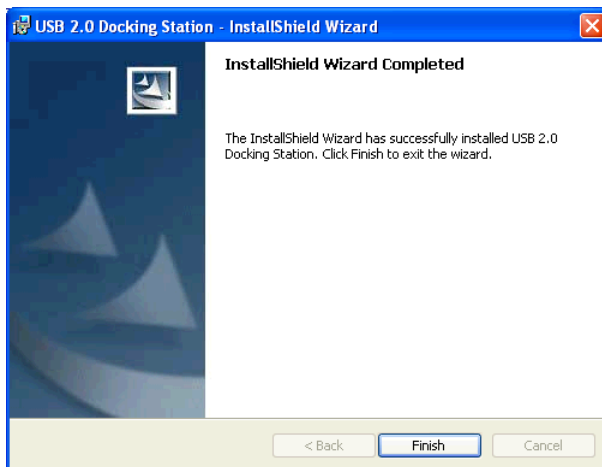 USB 2.0 Docking Station - InstallShield Wizard
InstallShield Wizard Completed
The InstallShield Wizard has successfully installed USB 2.0
Docking Station. Click Finish to exit the wizard.
< Back Finish Cancel